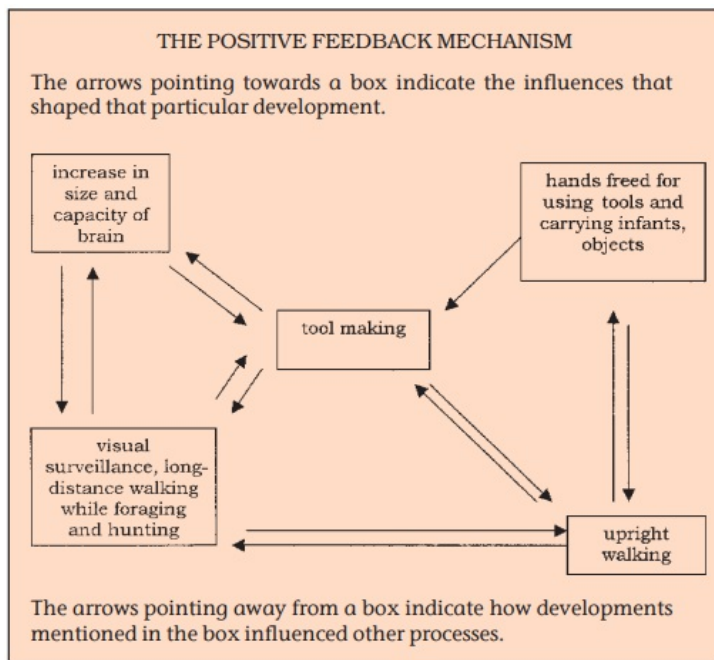 THE POSITIVE FEEDBACK MECHANISM
The arrows pointing towards a box indicate the influences that
shaped that particular development.
increase in
size and
capacity of
brain
hands freed for
using tools and
carrying infants,
objects
tool making
visual
surveillance, long-
distance walking
while foraging
and hunting
upright
walking
The arrows pointing away from a box indicate how developments
mentioned in the box influenced other processes.